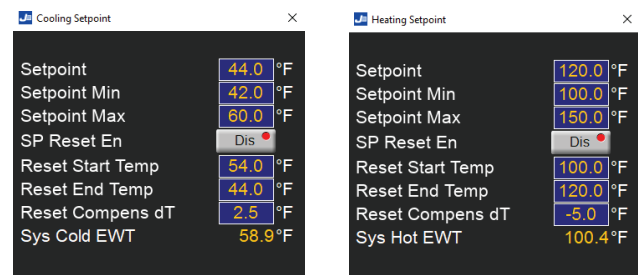 Cooling Setpoint
Setpoint 44.0 °F
Setpoint Min 42.0 °F
Setpoint Max 60.0 °F
SP Reset En Dis
Reset Start Temp 54.0 °F
Reset End Temp 44.0 °F
Reset Compens dT 2.5 °F
Sys Cold EWT 58.9 °F
Heating Setpoint
Setpoint 120.0 °F
Setpoint Min 100.0 °F
Setpoint Max 150.0 °F
SP Reset En Dis
Reset Start Temp 100.0 °F
Reset End Temp 120.0 °F
Reset Compens dT -5.0 °F
Sys Hot EWT 100.4 °F